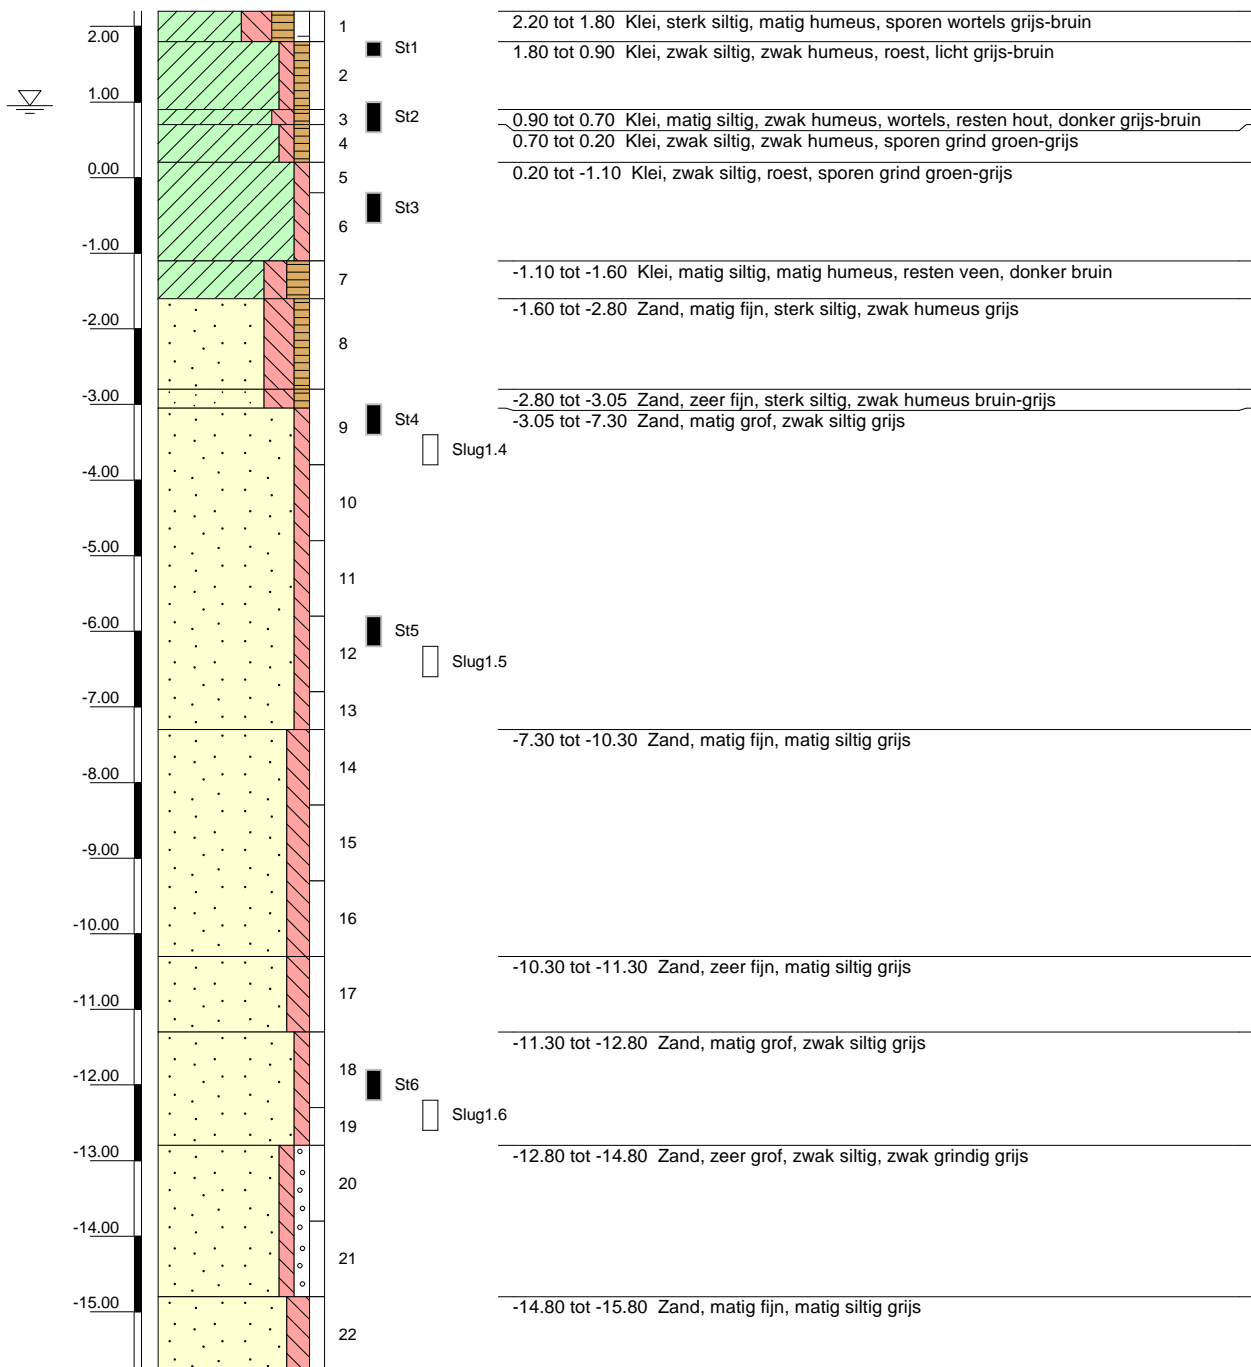 1
2.20 tot 1.80 Klei, sterk siltig, matig humeus, sporen wortels grijs-bruin
2.00
St1
1.80 tot 0.90 Klei, zwak siltig, zwak humeus, roest, licht grijs-bruin
2
1.00
3
St2
0.90 tot 0.70 Klei, matig siltig, zwak humeus, wortels, resten hout, donker grijs-bruin
4
0.70 tot 0.20 Klei, zwak siltig, zwak humeus, sporen grind groen-grijs
0.00
5
0.20 tot -1.10 Klei, zwak siltig, roest, sporen grind groen-grijs
St3
6
-1.00
7
-1.10 tot -1.60 Klei, matig siltig, matig humeus, resten veen, donker bruin
-2.00
-1.60 tot -2.80 Zand, matig fijn, sterk siltig, zwak humeus grijs
8
-3.00
-2.80 tot -3.05 Zand, zeer fijn, sterk siltig, zwak humeus bruin-grijs
9
St4
-3.05 tot -7.30 Zand, matig grof, zwak siltig grijs
Slug1.4
-4.00
10
-5.00
11
-6.00
St5
12
Slug1.5
-7.00
13
-7.30 tot -10.30 Zand, matig fijn, matig siltig grijs
14
-8.00
15
-9.00
16
-10.00
-10.30 tot -11.30 Zand, zeer fijn, matig siltig grijs
17
-11.00
-11.30 tot -12.80 Zand, matig grof, zwak siltig grijs
18
-12.00
St6
19
Slug1.6
-13.00
-12.80 tot -14.80 Zand, zeer grof, zwak siltig, zwak grindig grijs
20
-14.00
21
-15.00
-14.80 tot -15.80 Zand, matig fijn, matig siltig grijs
22